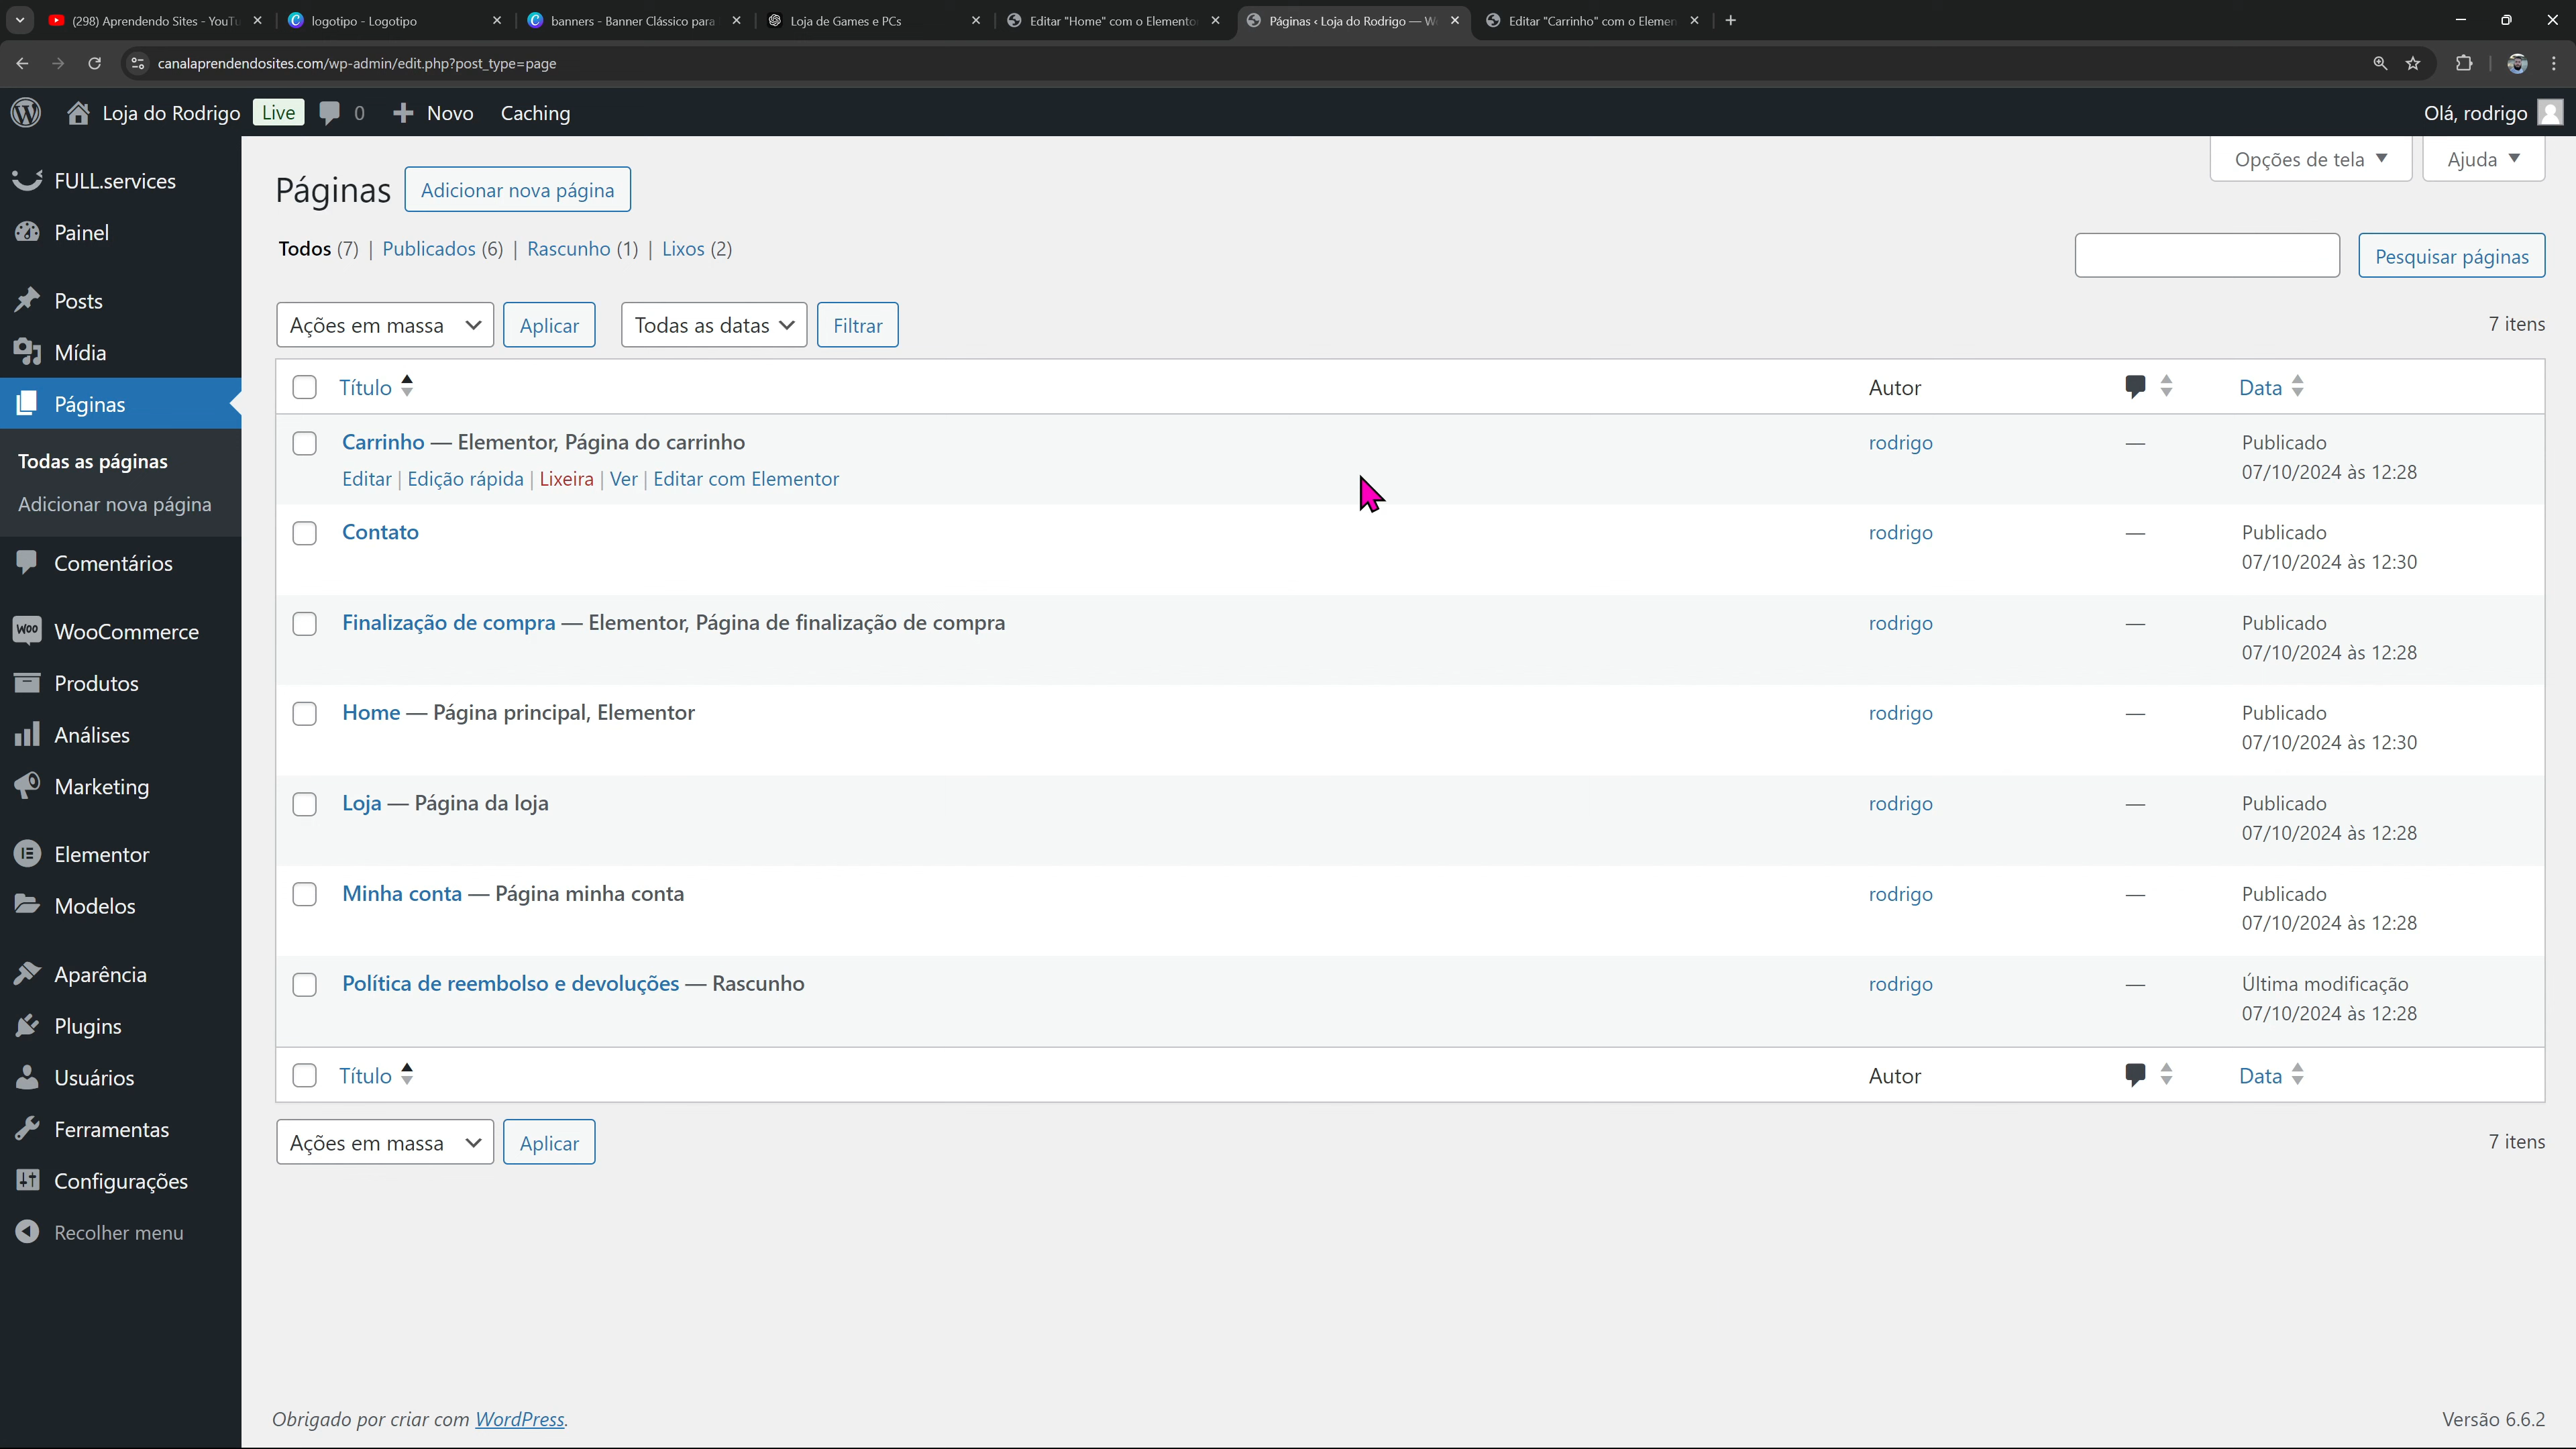 (298) Aprendendo Sites - YouTu
logotipo - Logotipo
banners - Banner Clássico para
Loja de Games e PCs
Editar "Home" com o Elemento
Páginas ‹ Loja do Rodrigo — W
Editar "Carrinho" com o Elemen
canalaprendendosites.com/wp-admin/edit.php?post_type=page
Loja do Rodrigo Live 0 Novo Caching Olá, rodrigo
FULL.services
Painel
Posts
Mídia
Páginas
Todas as páginas
Adicionar nova página
Comentários
Woo WooCommerce
Produtos
Análises
Marketing
Elementor
Modelos
Aparência
Plugins
Usuários
Ferramentas
Configurações
Recolher menu
Opções de tela Ajuda
Páginas Adicionar nova página
Todos (7) | Publicados (6) | Rascunho (1) | Lixos (2)
Pesquisar páginas
Ações em massa Aplicar Todas as datas Filtrar 7 itens
Título Autor Data
Carrinho — Elementor, Página do carrinho rodrigo — Publicado
07/10/2024 às 12:28
Editar | Edição rápida | Lixeira | Ver | Editar com Elementor
Contato rodrigo — Publicado
07/10/2024 às 12:30
Finalização de compra — Elementor, Página de finalização de compra rodrigo — Publicado
07/10/2024 às 12:28
Home — Página principal, Elementor rodrigo — Publicado
07/10/2024 às 12:30
Loja — Página da loja rodrigo — Publicado
07/10/2024 às 12:28
Minha conta — Página minha conta rodrigo — Publicado
07/10/2024 às 12:28
Política de reembolso e devoluções — Rascunho rodrigo — Última modificação
07/10/2024 às 12:28
Título Autor Data
Ações em massa Aplicar 7 itens
Obrigado por criar com WordPress. Versão 6.6.2